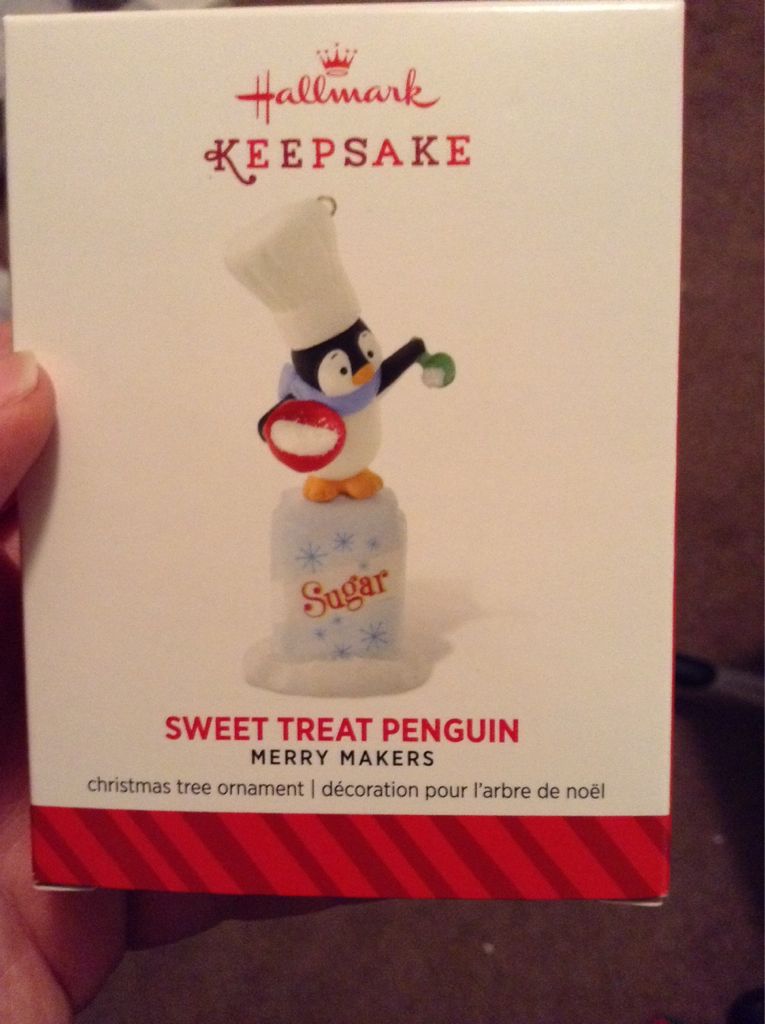 Hallmark
KEEPSAKE
Sugar
SWEET TREAT PENGUIN
MERRY MAKERS
christmas tree ornament | décoration pour l'arbre de noël